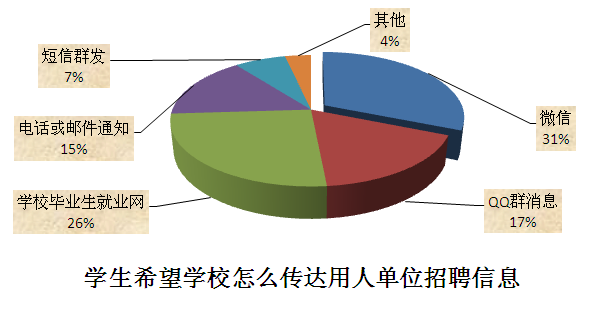 其他
4%
短信群发
7%
微信
31%
电话或邮件通知
15%
学校毕业生就业网
26%
QQ群消息
17%
学生希望学校怎么传达用人单位招聘信息